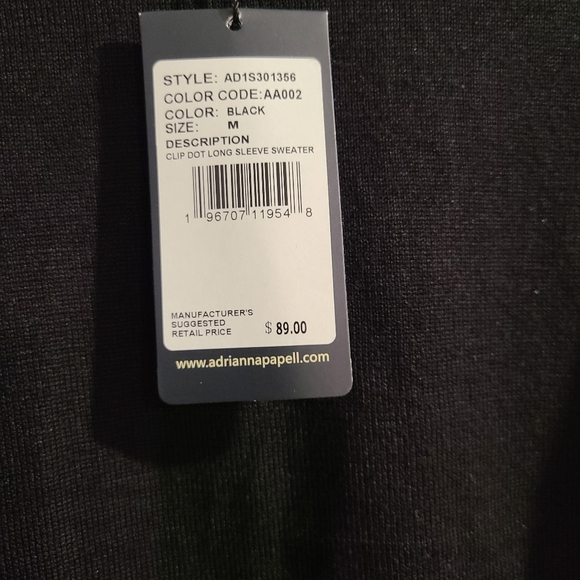 STYLE: AD1S301356
COLOR CODE:AA002
COLOR: BLACK
SIZE: M
DESCRIPTION
CLIP DOT LONG SLEEVE SWEATER
1 96707 11954 8
MANUFACTURER'S
SUGGESTED
RETAIL PRICE $ 89.00
www.adriannapapell.com